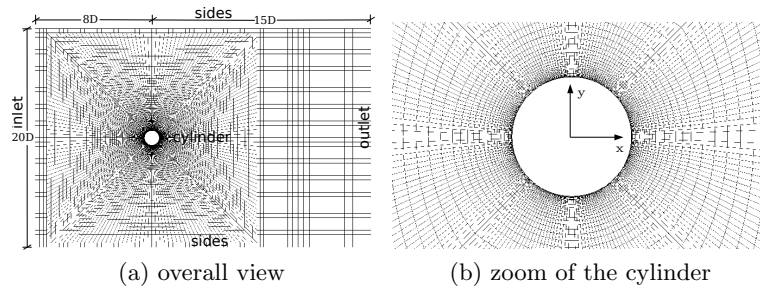 sides
8D
15D
inlet
20D
cylinder
outlet
sides
y
x
(a) overall view
(b) zoom of the cylinder